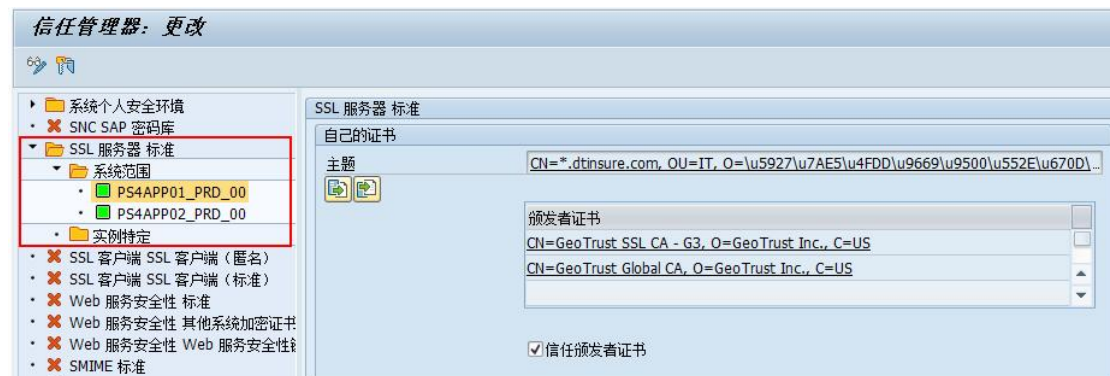 信任管理器：更改
系统个人安全环境
SNC SAP 密码库
SSL 服务器 标准
系统范围
PS4APP01_PRD_00
PS4APP02_PRD_00
实例特定
SSL 客户端 SSL 客户端（匿名）
SSL 客户端 SSL 客户端（标准）
Web 服务安全性 标准
Web 服务安全性 其他系统加密证书
Web 服务安全性 Web 服务安全性
SMIME 标准
SSL 服务器 标准
自己的证书
主题
CN=*.dtinsure.com, OU=IT, O=\u5927\u7AE5\u4FDD\u9669\u9500\u552E\u670D\...
颁发者证书
CN=GeoTrust SSL CA - G3, O=GeoTrust Inc., C=US
CN=GeoTrust Global CA, O=GeoTrust Inc., C=US
信任颁发者证书